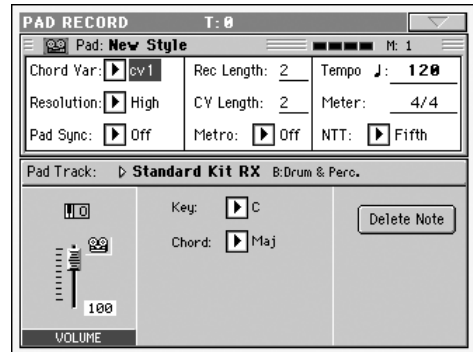 PAD RECORD T: 0
Pad: New Style M: 1
Chord Var: cv1 Rec Length: 2 Tempo ♩: 120
Resolution: High CV Length: 2 Meter: 4/4
Pad Sync: Off Metro: Off NTT: Fifth
Pad Track: Standard Kit RX B:Drum & Perc.
Key: C
Delete Note
Chord: Maj
100
VOLUME